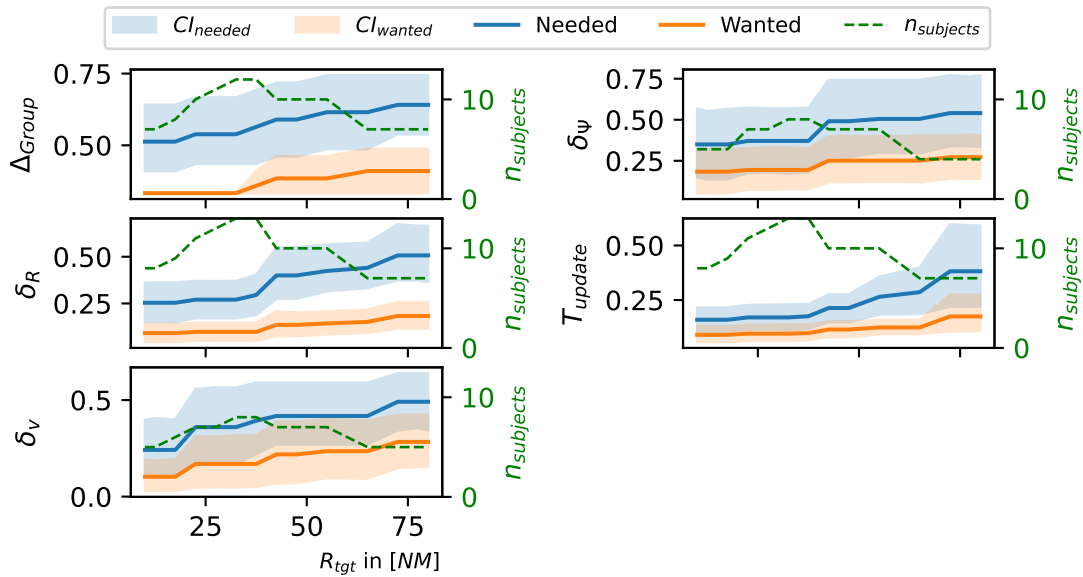 CI_needed CI_wanted Needed Wanted n_subjects
0.75
0.50
Δ_Group
10
0
n_subjects
0.75
0.50
0.25
δ_Ψ
10
0
n_subjects
0.50
0.25
δ_R
10
0
n_subjects
0.50
0.25
T_update
10
0
n_subjects
0.5
0.0
δ_v
10
0
n_subjects
25 50 75
R_tgt in [NM]